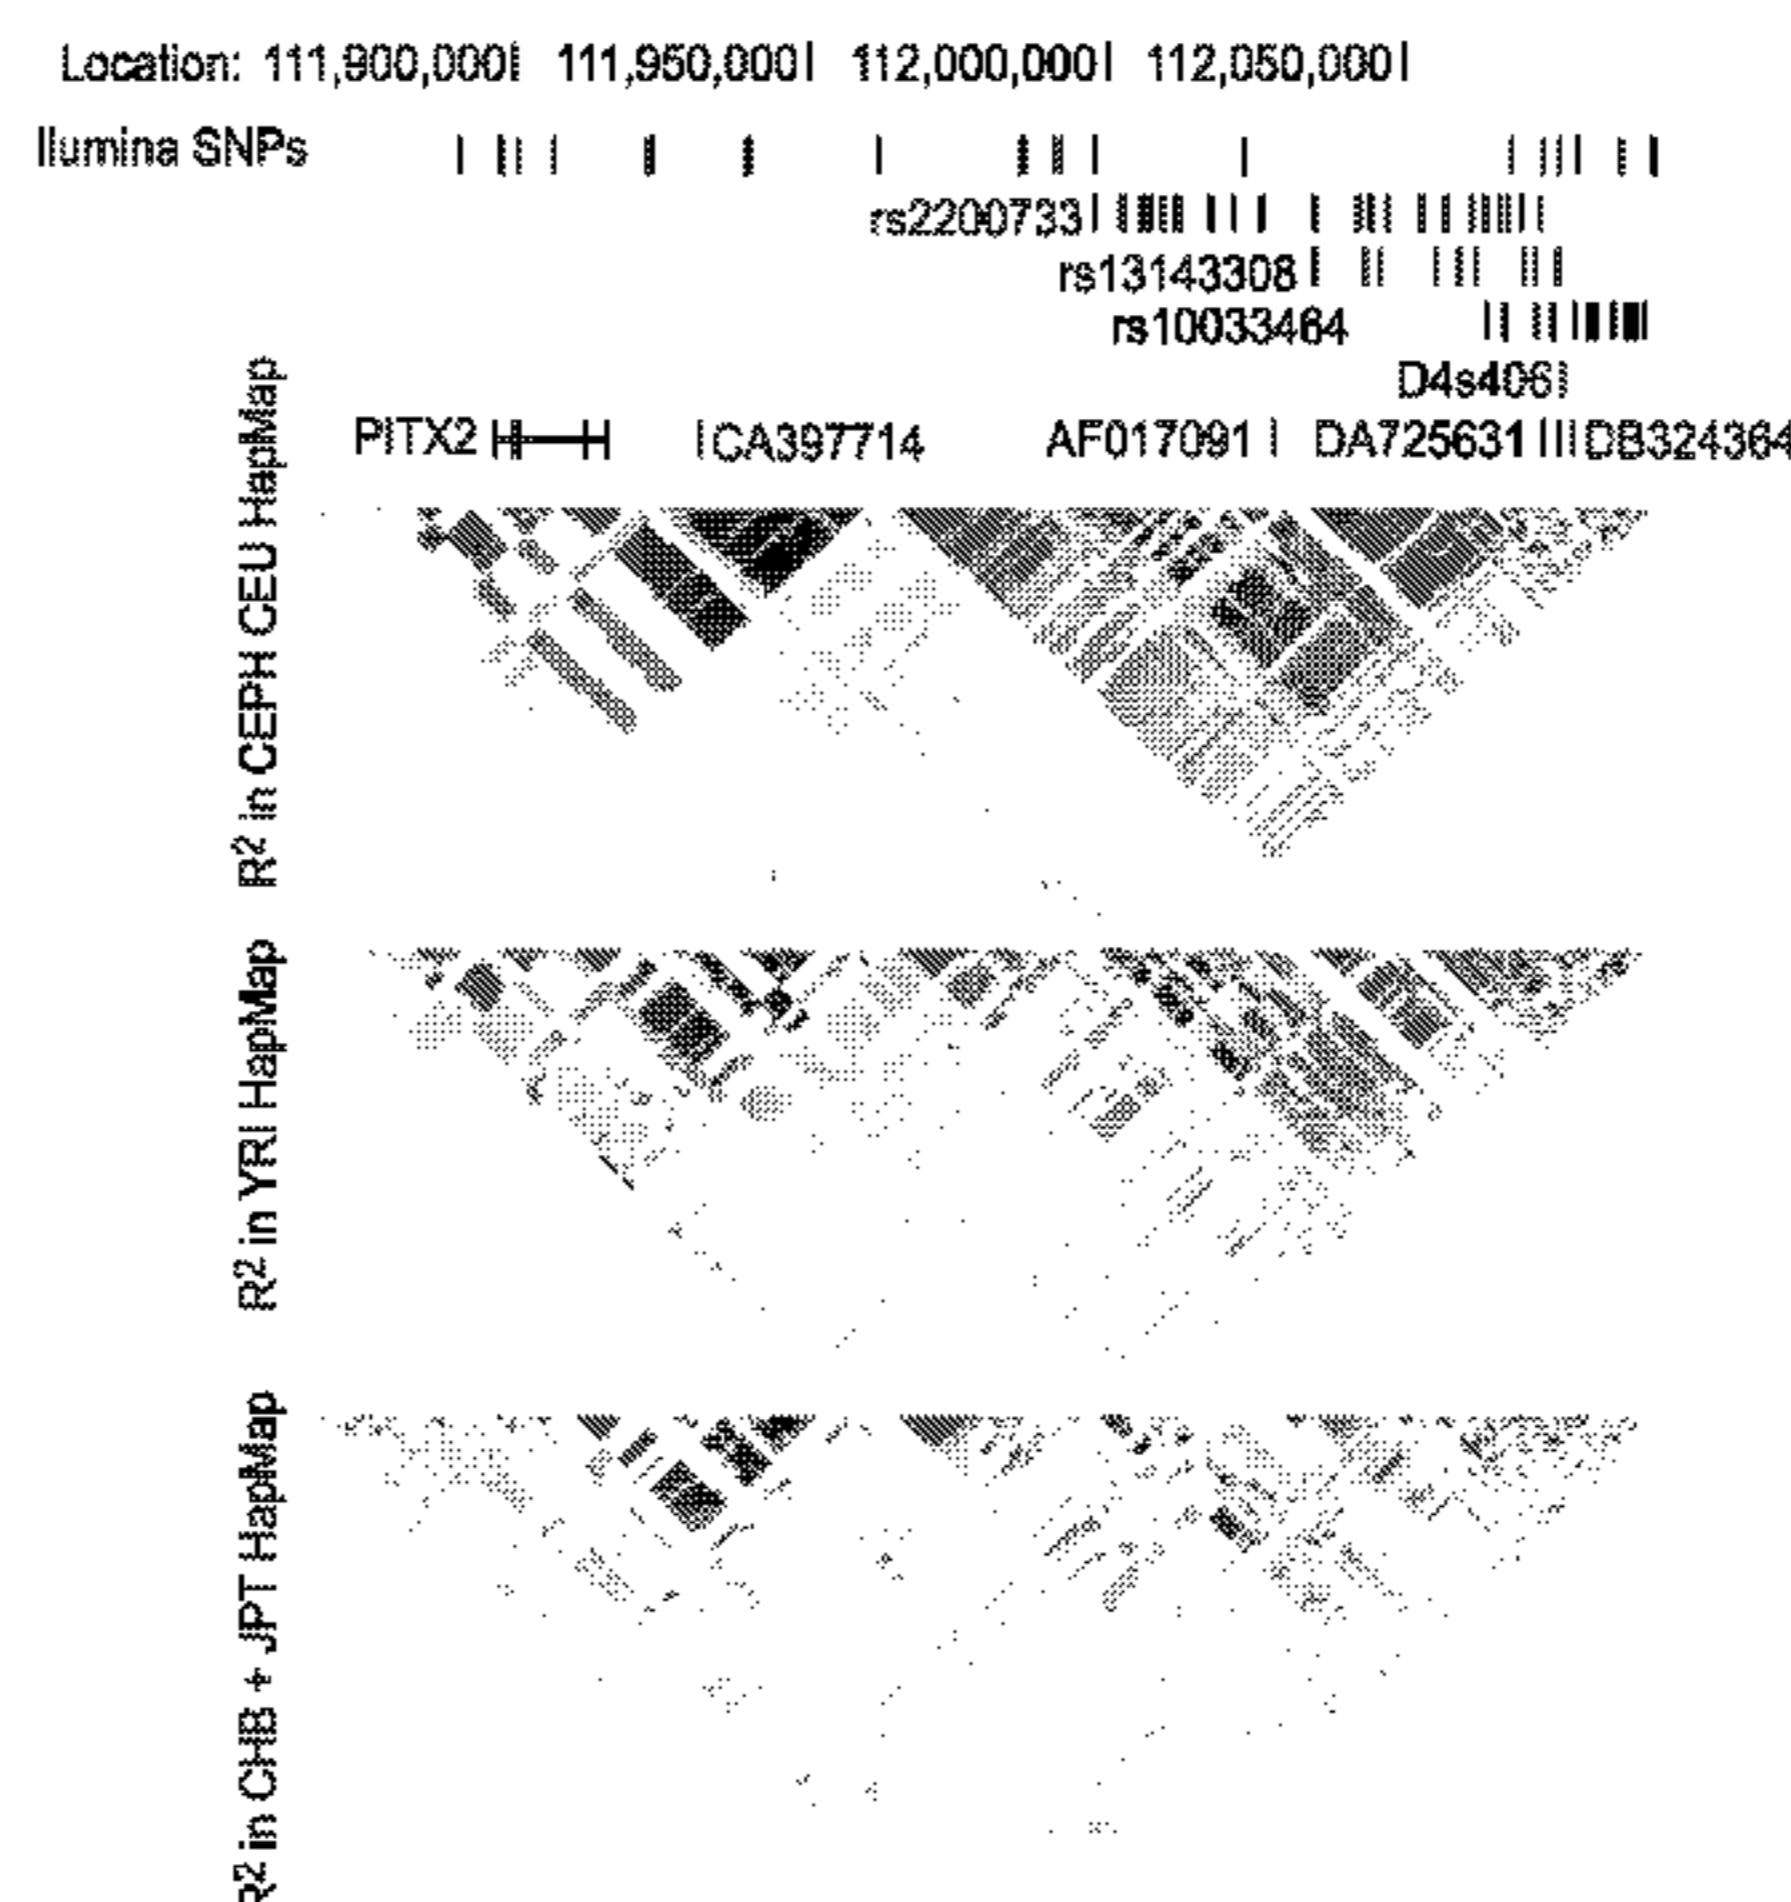 Location: 111,900,000 111,950,000 112,000,000 112,050,000
llumina SNPs
rs2200733
rs13143308
rs10033464
D4s406
PITX2 CA397714 AF017091 DA725631 DB324364
R² in CEPH CEU HapMap
R² in YRI HapMap
R² in CHB + JPT HapMap